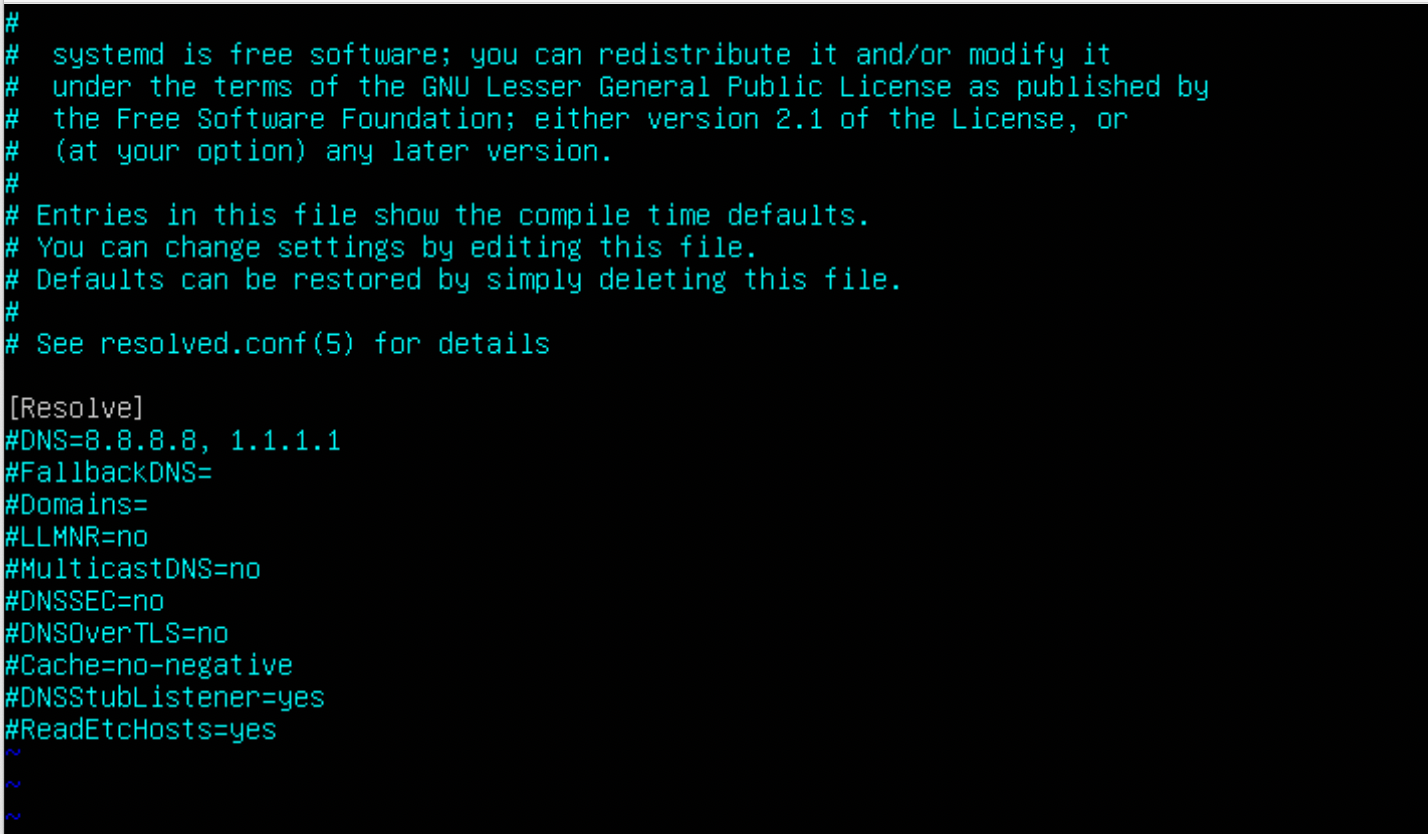 #
#  systemd is free software; you can redistribute it and/or modify it
#  under the terms of the GNU Lesser General Public License as published by
#  the Free Software Foundation; either version 2.1 of the License, or
#  (at your option) any later version.
#
# Entries in this file show the compile time defaults.
# You can change settings by editing this file.
# Defaults can be restored by simply deleting this file.
#
# See resolved.conf(5) for details

[Resolve]
#DNS=8.8.8.8, 1.1.1.1
#FallbackDNS=
#Domains=
#LLMNR=no
#MulticastDNS=no
#DNSSEC=no
#DNSOverTLS=no
#Cache=no-negative
#DNSStubListener=yes
#ReadEtcHosts=yes
~
~
~